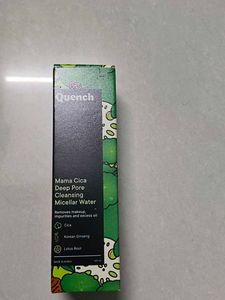 Quench
Mama Cica
Deep Pore
Cleansing
Micellar Water
Removes makeup,
impurities and excess oil
Cica
Korean Ginseng
Lotus Root